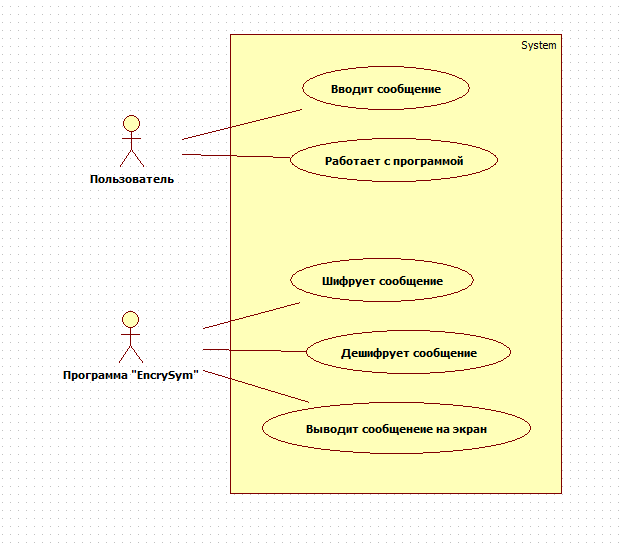 System
Вводит сообщение
Работает с программой
Пользователь
Шифрует сообщение
Дешифрует сообщение
Программа "EncrySym"
Выводит сообщенеие на экран